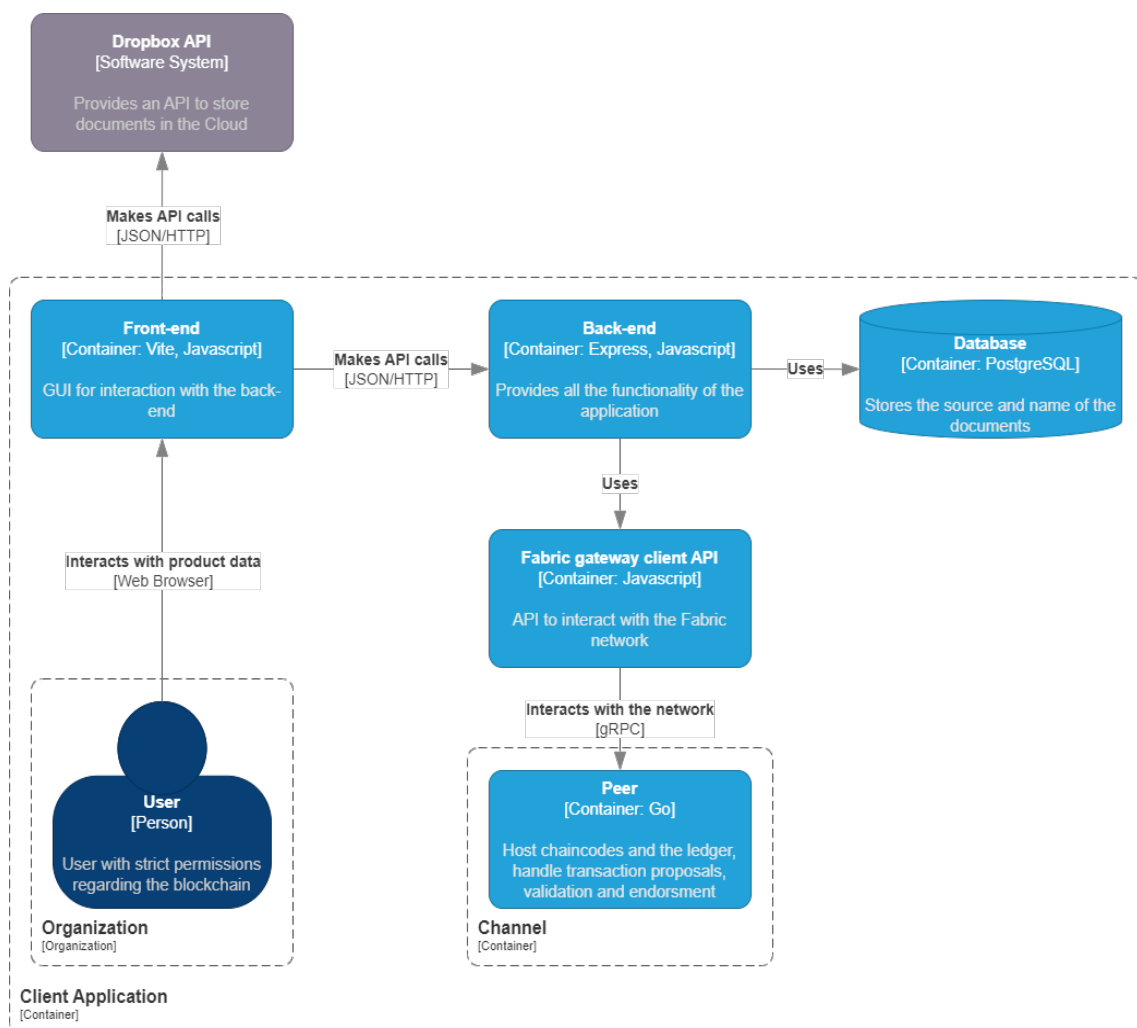 Dropbox API
[Software System]
Provides an API to store
documents in the Cloud
Makes API calls
[JSON/HTTP]
Front-end
[Container: Vite, Javascript]
GUI for interaction with the back-
end
Makes API calls
[JSON/HTTP]
Back-end
[Container: Express, Javascript]
Provides all the functionality of the
application
Uses
Database
[Container: PostgreSQL]
Stores the source and name of the
documents
Uses
Fabric gateway client API
[Container: Javascript]
API to interact with the Fabric
network
Interacts with product data
[Web Browser]
Interacts with the network
[gRPC]
User
[Person]
User with strict permissions
regarding the blockchain
Organization
[Organization]
Peer
[Container: Go]
Host chaincodes and the ledger,
handle transaction proposals,
validation and endorsment
Channel
[Container]
Client Application
[Container]